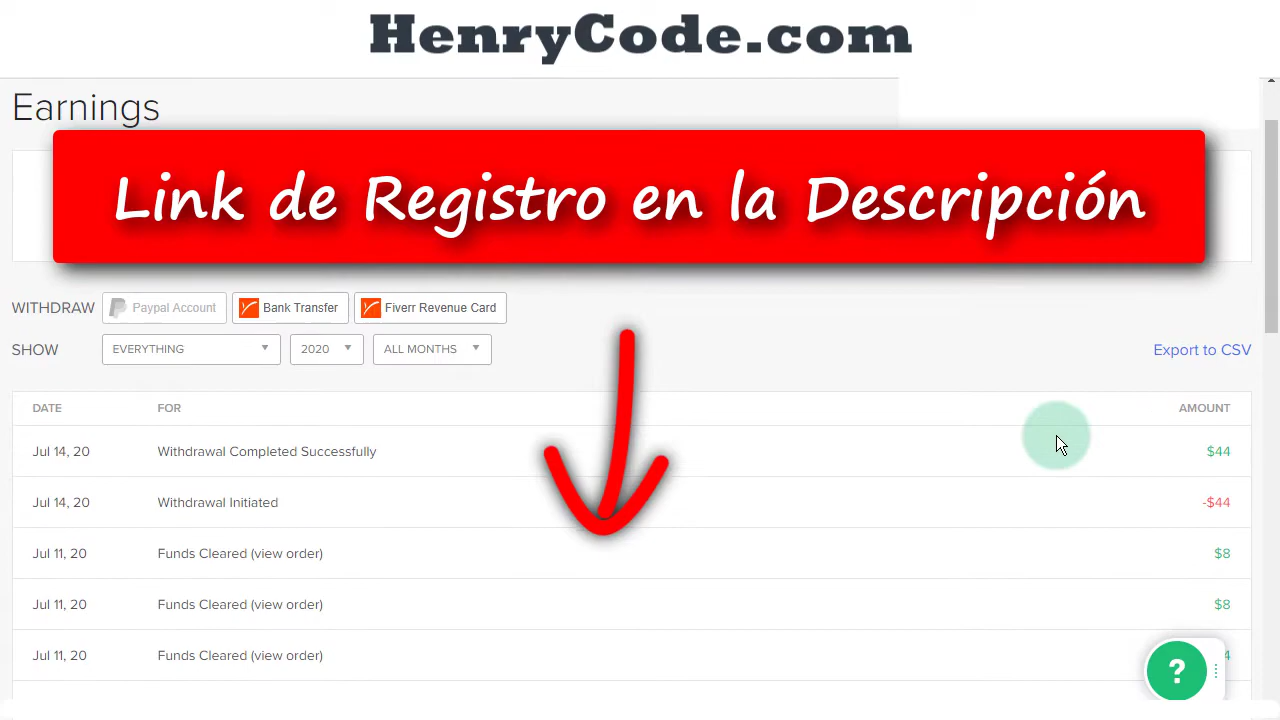 HenryCode.com
Earnings
Link de Registro en la Descripción
WITHDRAW Paypal Account Bank Transfer Fiverr Revenue Card
SHOW EVERYTHING 2020 ALL MONTHS Export to CSV
DATE FOR AMOUNT
Jul 14, 20 Withdrawal Completed Successfully $44
Jul 14, 20 Withdrawal Initiated -$44
Jul 11, 20 Funds Cleared (view order) $8
Jul 11, 20 Funds Cleared (view order) $8
Jul 11, 20 Funds Cleared (view order)
?